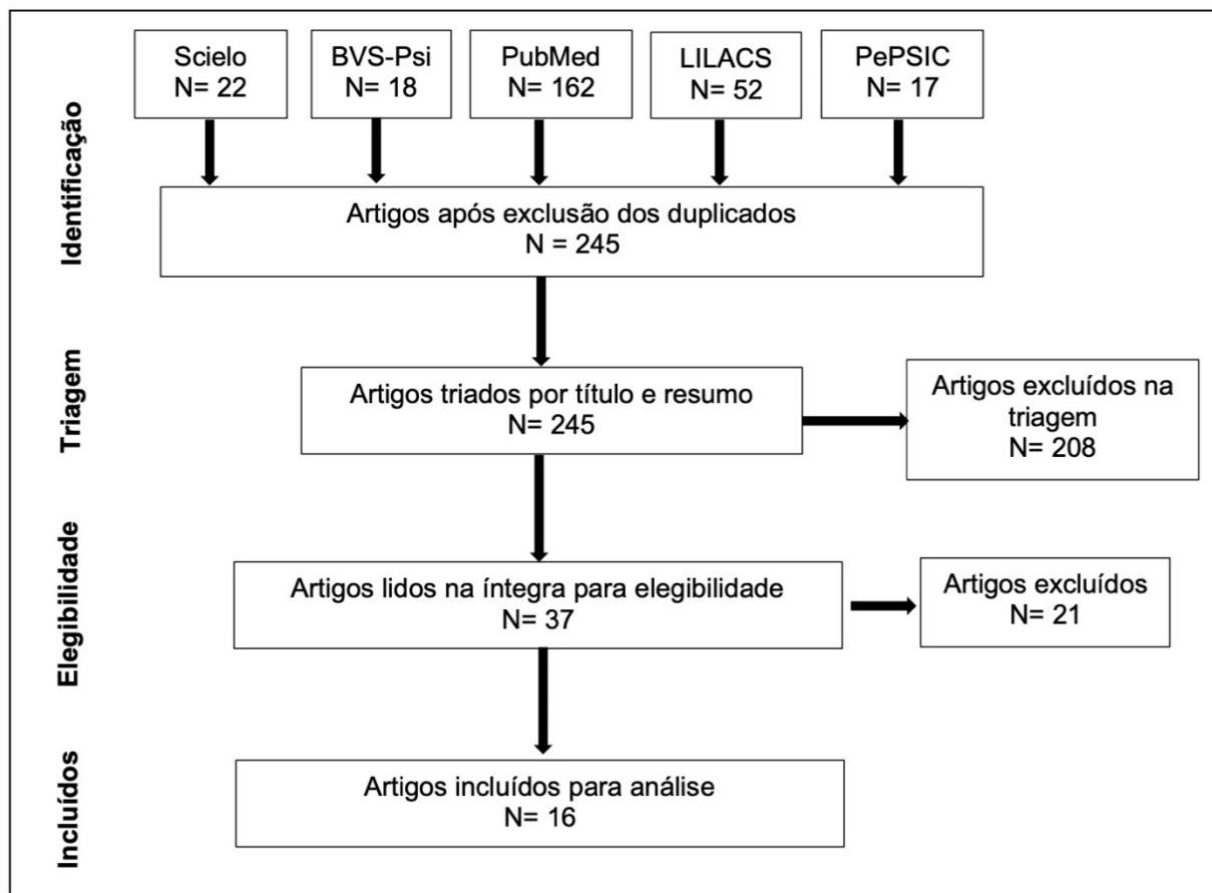 Identificação
Scielo
N= 22
BVS-Psi
N= 18
PubMed
N= 162
LILACS
N= 52
PePSIC
N= 17
Artigos após exclusão dos duplicados
N = 245
Triagem
Artigos triados por título e resumo
N= 245
Artigos excluídos na
triagem
N= 208
Elegibilidade
Artigos lidos na íntegra para elegibilidade
N= 37
Artigos excluídos
N= 21
Incluídos
Artigos incluídos para análise
N= 16